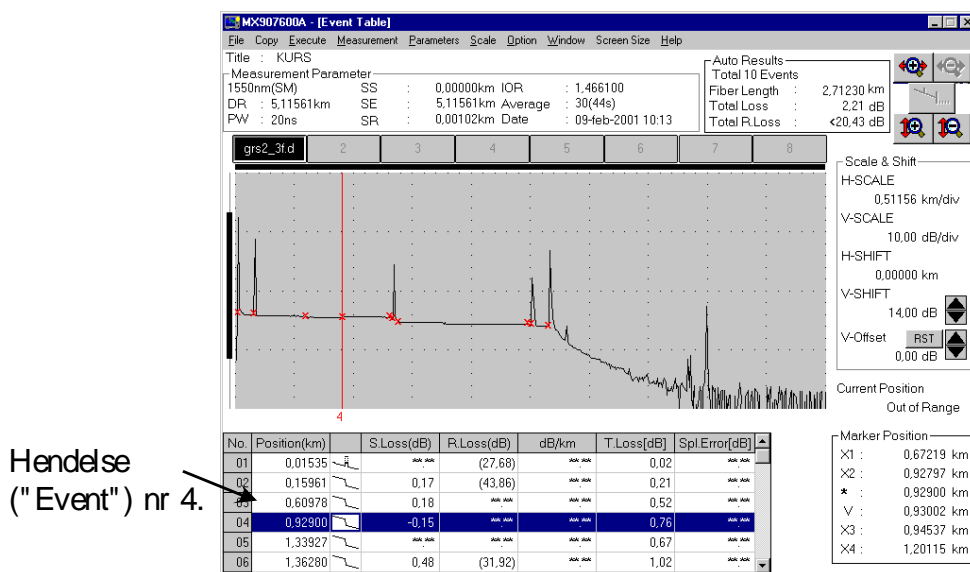 MX907600A - [Event Table]
File Copy Execute Measurement Parameters Scale Option Window Screen Size Help
Title : KURS
Measurement Parameter
1550nm(SM) SS : 0,00000km IOR : 1,466100
DR : 5,11561km SE : 5,11561km Average : 30(44s)
PW : 20ns SR : 0,00102km Date : 09-feb-2001 10:13
Auto Results
Total 10 Events
Fiber Length : 2,71230 km
Total Loss : 2,21 dB
Total R.Loss : <20,43 dB
grs2_3f.d 2 3 4 5 6 7 8
Scale & Shift
H-SCALE
0,51156 km/div
V-SCALE
10,00 dB/div
H-SHIFT
0,00000 km
V-SHIFT
14,00 dB
V-Offset RST
0,00 dB
Current Position
Out of Range
4
No. Position(km) S.Loss(dB) R.Loss(dB) dB/km T.Loss[dB] Spl.Error[dB]
01 0,01535 **.** (27,68) **.** 0,02 **.**
02 0,15961 0,17 (43,86) **.** 0,21 **.**
03 0,60978 0,18 **.** **.** 0,52 **.**
04 0,92900 -0,15 **.** **.** 0,76 **.**
05 1,33927 **.** **.** **.** 0,67 **.**
06 1,36280 0,48 (31,92) **.** 1,02 **.**
Marker Position
X1 : 0,67219 km
X2 : 0,92797 km
* : 0,92900 km
V : 0,93002 km
X3 : 0,94537 km
X4 : 1,20115 km
Hendelse
("Event") nr 4.